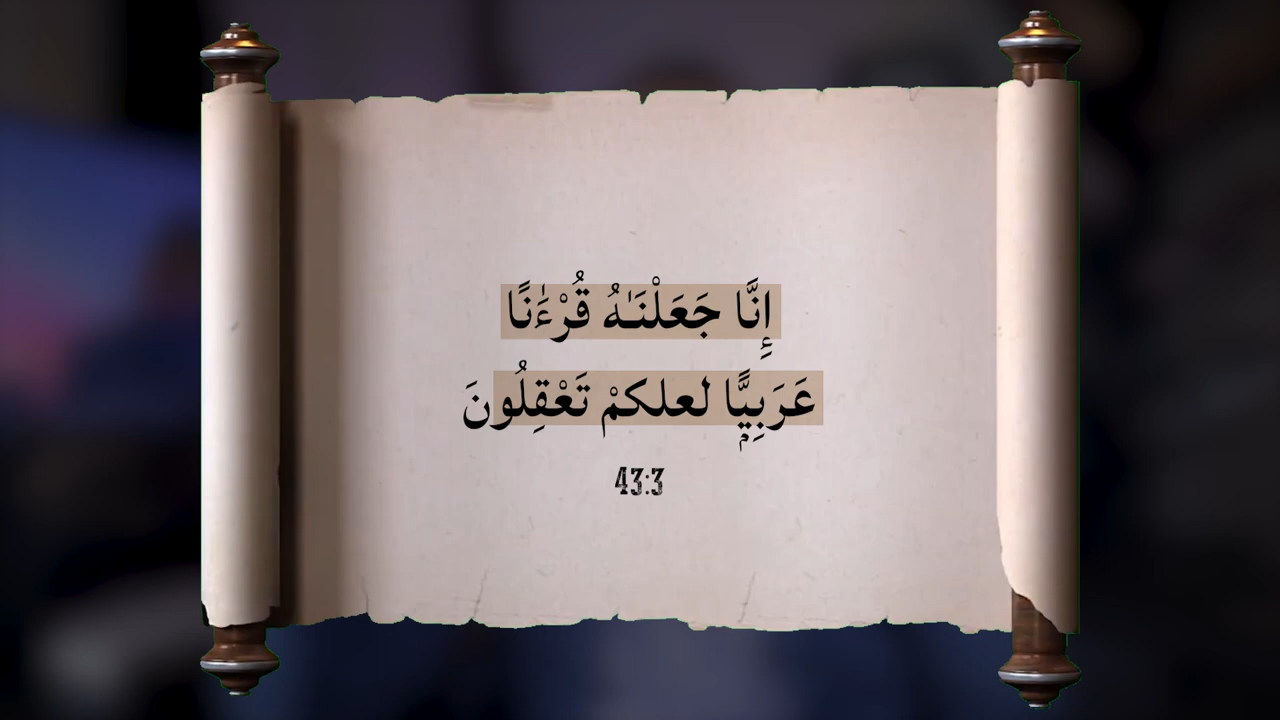 إِنَّا جَعَلْنَـٰهُ قُرْءَٰنًا
عَرَبِيًّۭا لعلكمْ تَعْقِلُونَ
43:3